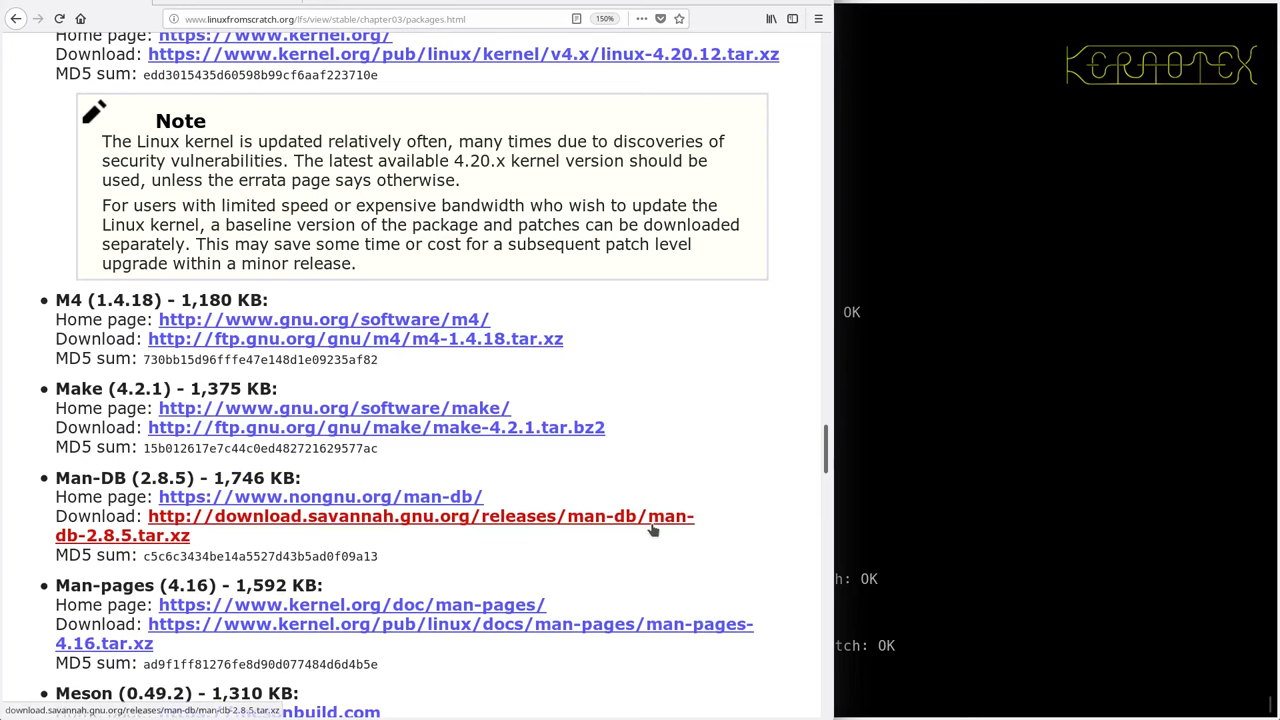 www.linuxfromscratch.org/lfs/view/stable/chapter03/packages.html
150%
KERNOTEX
Home page: https://www.kernel.org/
Download: https://www.kernel.org/pub/linux/kernel/v4.x/linux-4.20.12.tar.xz
MD5 sum: edd3015435d60598b99cf6aaf223710e
Note
The Linux kernel is updated relatively often, many times due to discoveries of
security vulnerabilities. The latest available 4.20.x kernel version should be
used, unless the errata page says otherwise.
For users with limited speed or expensive bandwidth who wish to update the
Linux kernel, a baseline version of the package and patches can be downloaded
separately. This may save some time or cost for a subsequent patch level
upgrade within a minor release.
• M4 (1.4.18) - 1,180 KB:
Home page: http://www.gnu.org/software/m4/
Download: http://ftp.gnu.org/gnu/m4/m4-1.4.18.tar.xz
MD5 sum: 730bb15d96fffe47e148d1e09235af82
• Make (4.2.1) - 1,375 KB:
Home page: http://www.gnu.org/software/make/
Download: http://ftp.gnu.org/gnu/make/make-4.2.1.tar.bz2
MD5 sum: 15b012617e7c44c0ed482721629577ac
• Man-DB (2.8.5) - 1,746 KB:
Home page: https://www.nongnu.org/man-db/
Download: http://download.savannah.gnu.org/releases/man-db/man-
db-2.8.5.tar.xz
MD5 sum: c5c6c3434be14a5527d43b5ad0f09a13
• Man-pages (4.16) - 1,592 KB:
Home page: https://www.kernel.org/doc/man-pages/
Download: https://www.kernel.org/pub/linux/docs/man-pages/man-pages-
4.16.tar.xz
MD5 sum: ad9f1ff81276fe8d90d077484d6d4b5e
• Meson (0.49.2) - 1,310 KB:
download.savannah.gnu.org/releases/man-db/man-db-2.8.5.tar.xz
nbuild.com
OK
h: OK
tch: OK